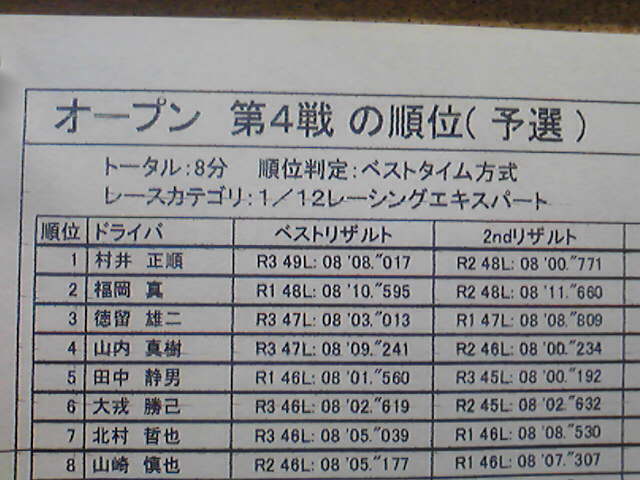 オープン 第4戦 の順位( 予選 )
トータル:8分 順位判定:ベストタイム方式
レースカテゴリ:1/12レーシングエキスパート
順位 ドライバ ベストリザルト 2ndリザルト
1 村井 正順 R3 49L: 08 '08."017 R2 48L: 08 '00."771
2 福岡 真 R1 48L: 08 '10."595 R2 48L: 08 '11."660
3 徳留 雄二 R3 47L: 08 '03."013 R1 47L: 08 '08."809
4 山内 真樹 R3 47L: 08 '09."241 R2 46L: 08 '00."234
5 田中 静男 R1 46L: 08 '01."560 R3 45L: 08 '00."192
6 大戎 勝己 R3 46L: 08 '02."619 R2 45L: 08 '02."632
7 北村 哲也 R3 46L: 08 '05."039 R1 46L: 08 '08."530
8 山崎 慎也 R2 46L: 08 '05."177 R1 46L: 08 '07."307